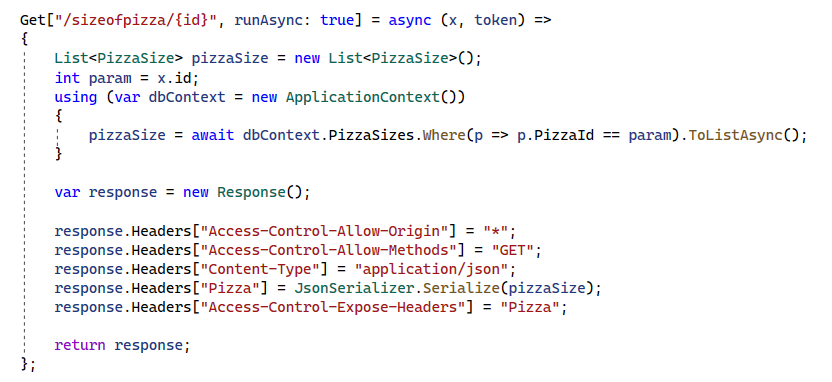 Get["/sizeofpizza/{id}", runAsync: true] = async (x, token) =>
{
    List<PizzaSize> pizzaSize = new List<PizzaSize>();
    int param = x.id;
    using (var dbContext = new ApplicationContext())
    {
        pizzaSize = await dbContext.PizzaSizes.Where(p => p.PizzaId == param).ToListAsync();
    }

    var response = new Response();

    response.Headers["Access-Control-Allow-Origin"] = "*";
    response.Headers["Access-Control-Allow-Methods"] = "GET";
    response.Headers["Content-Type"] = "application/json";
    response.Headers["Pizza"] = JsonSerializer.Serialize(pizzaSize);
    response.Headers["Access-Control-Expose-Headers"] = "Pizza";

    return response;
};